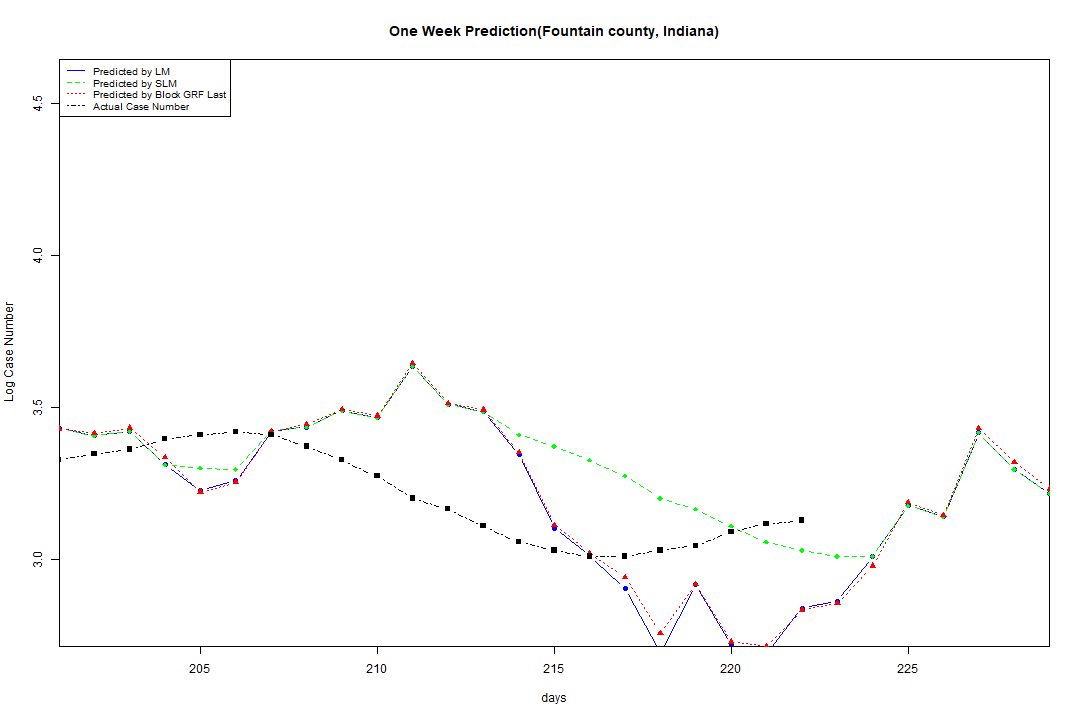 One Week Prediction(Fountain county, Indiana)
Predicted by LM
Predicted by SLM
Predicted by Block GRF Last
Actual Case Number
4.5
4.0
3.5
3.0
Log Case Number
205 210 215 220 225
days